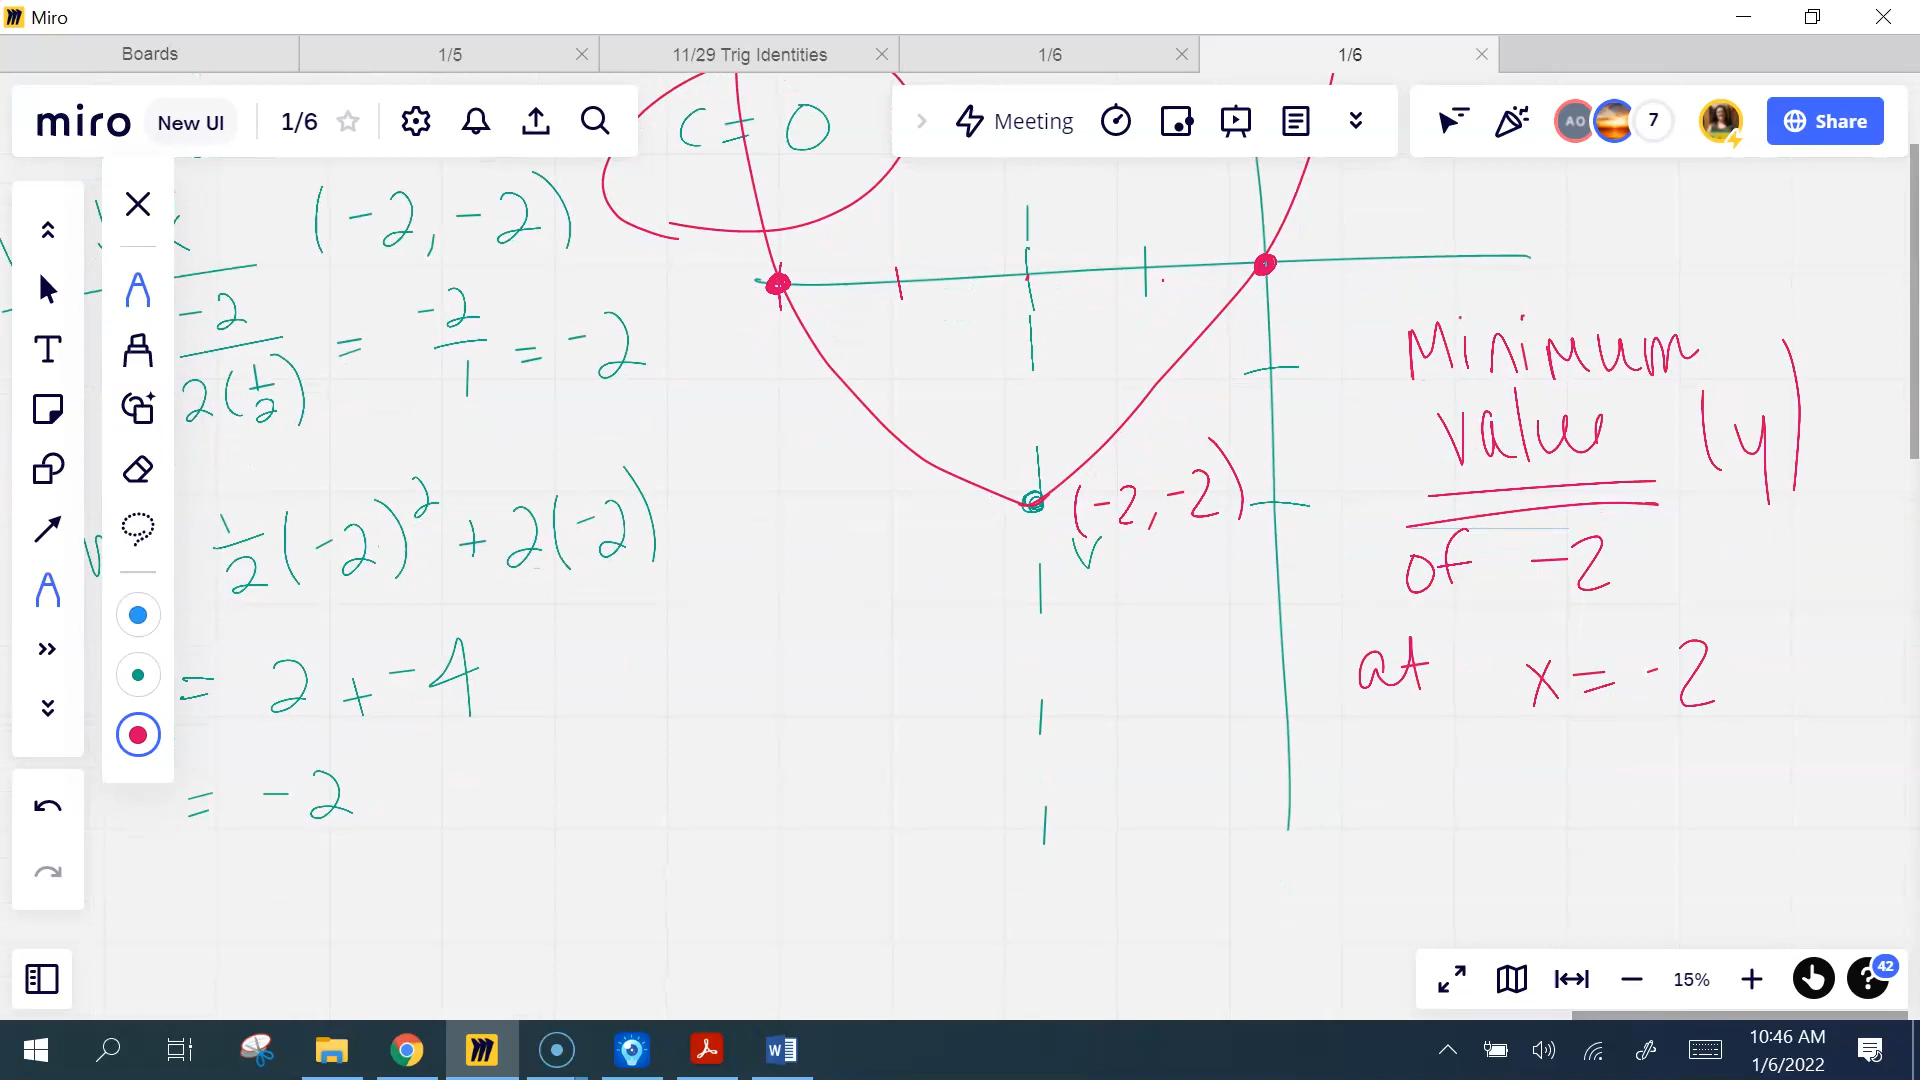 Miro
Boards
1/5
11/29 Trig Identities
1/6
1/6
miro
New UI
1/6
Meeting
AO
7
Share
c = 0
(-2, -2)
-2 / 2(1/2) = -2 / 1 = -2
1/2 (-2)² + 2(-2)
= 2 + -4
= -2
(-2, -2)
V
Minimum
value (y)
of -2
at x = -2
15%
42
10:46 AM
1/6/2022